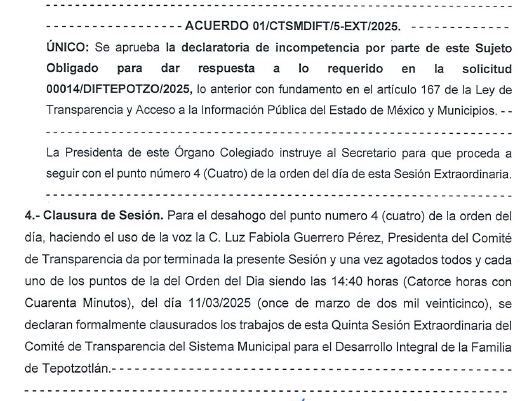 - - - - - - - - - - - - - - - - - - - - - - - - - - - - - - - - - - - - - - - - - - - - - - - - - - - - - - - -
- - - - - - - - - - - - - - - - - - - - ACUERDO 01/CTSMDIFT/5-EXT/2025. - - - - - - - - - - - - - - - -
ÚNICO: Se aprueba la declaratoria de incompetencia por parte de este Sujeto
Obligado para dar respuesta a lo requerido en la solicitud
00014/DIFTEPOTZO/2025, lo anterior con fundamento en el artículo 167 de la Ley de
Transparencia y Acceso a la Información Pública del Estado de México y Municipios. - -
- - - - - - - - - - - - - - - - - - - - - - - - - - - - - - - - - - - - - - - - - - - - - - - - - - - - - - - -
La Presidenta de este Órgano Colegiado instruye al Secretario para que proceda a
seguir con el punto número 4 (Cuatro) de la orden del día de esta Sesión Extraordinaria.
- - - - - - - - - - - - - - - - - - - - - - - - - - - - - - - - - - - - - - - - - - - - - - - - - - - - - - - -
4.- Clausura de Sesión. Para el desahogo del punto numero 4 (cuatro) de la orden del
día, haciendo el uso de la voz la C. Luz Fabiola Guerrero Pérez, Presidenta del Comité
de Transparencia da por terminada la presente Sesión y una vez agotados todos y cada
uno de los puntos de la del Orden del Dia siendo las 14:40 horas (Catorce horas con
Cuarenta Minutos), del día 11/03/2025 (once de marzo de dos mil veinticinco), se
declaran formalmente clausurados los trabajos de esta Quinta Sesión Extraordinaria del
Comité de Transparencia del Sistema Municipal para el Desarrollo Integral de la Familia
de Tepotzotlán.- - - - - - - - - - - - - - - - - - - - - - - - - - - - - - - - - - - - - - - - - - - -
- - - - - - - - - - - - - - - - - - - - - - - - - - - - - - - - - - - - - - - - - - - - - - - - - - - - - - - -